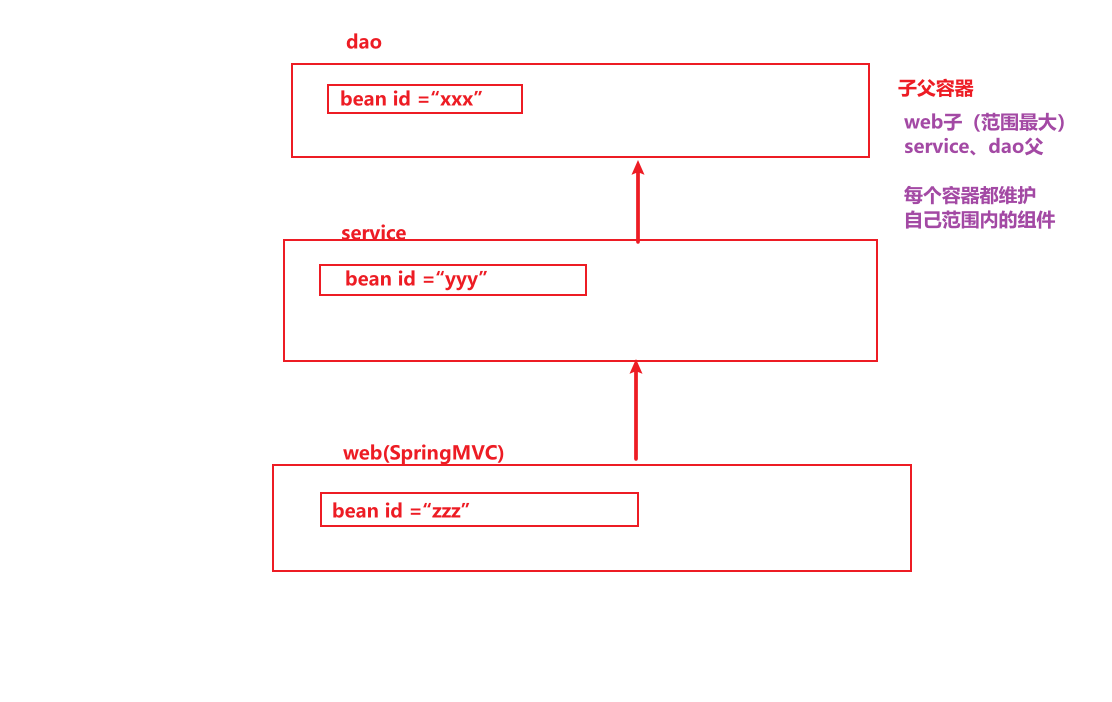 dao
bean id =“xxx”
子父容器
web子（范围最大）
service、dao父
每个容器都维护
自己范围内的组件
service
bean id =“yyy”
web(SpringMVC)
bean id =“zzz”